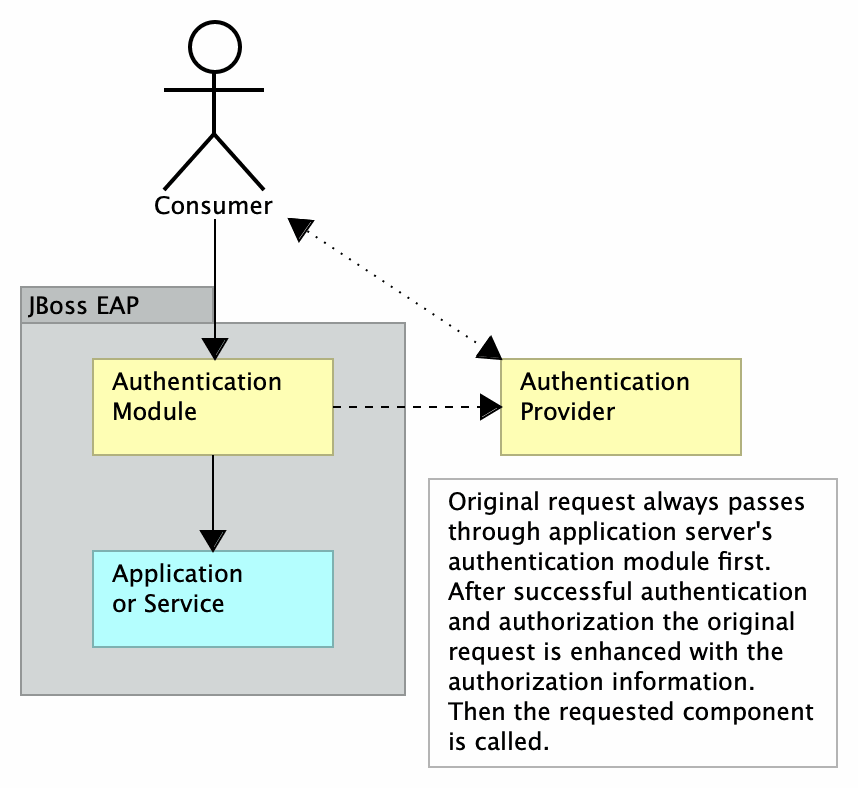 Consumer
JBoss EAP
Authentication
Module
Authentication
Provider
Application
or Service
Original request always passes
through application server's
authentication module first.
After successful authentication
and authorization the original
request is enhanced with the
authorization information.
Then the requested component
is called.